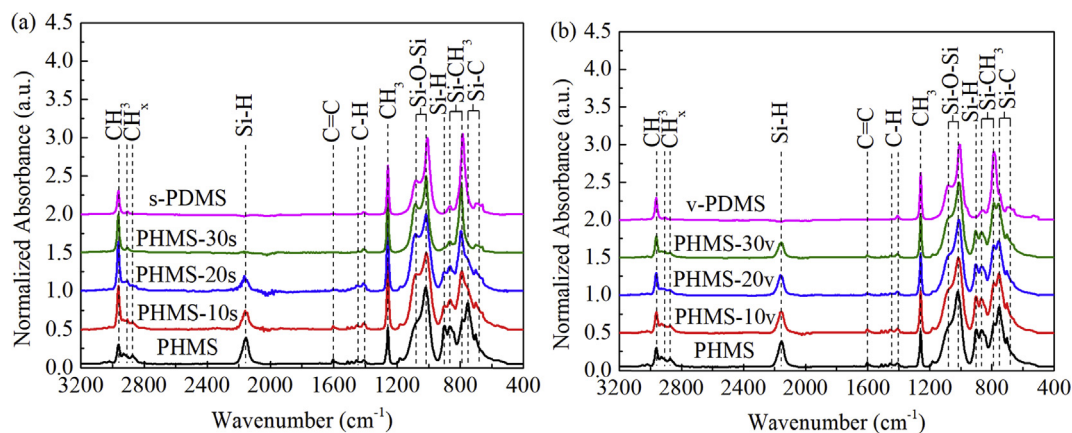 (a)
4.5
4.0
3.5
3.0
2.5
2.0
1.5
1.0
0.5
0.0
Normalized Absorbance (a.u.)
CH3
CHx
Si-H
C=C
C-H
CH3
Si-O-Si
Si-H
Si-CH3
Si-C
s-PDMS
PHMS-30s
PHMS-20s
PHMS-10s
PHMS
3200 2800 2400 2000 1600 1200 800 400
Wavenumber (cm-1)
(b)
4.5
4.0
3.5
3.0
2.5
2.0
1.5
1.0
0.5
0.0
Normalized Absorbance (a.u.)
CH3
CHx
Si-H
C=C
C-H
CH3
Si-O-Si
Si-H
Si-CH3
Si-C
v-PDMS
PHMS-30v
PHMS-20v
PHMS-10v
PHMS
3200 2800 2400 2000 1600 1200 800 400
Wavenumber (cm-1)